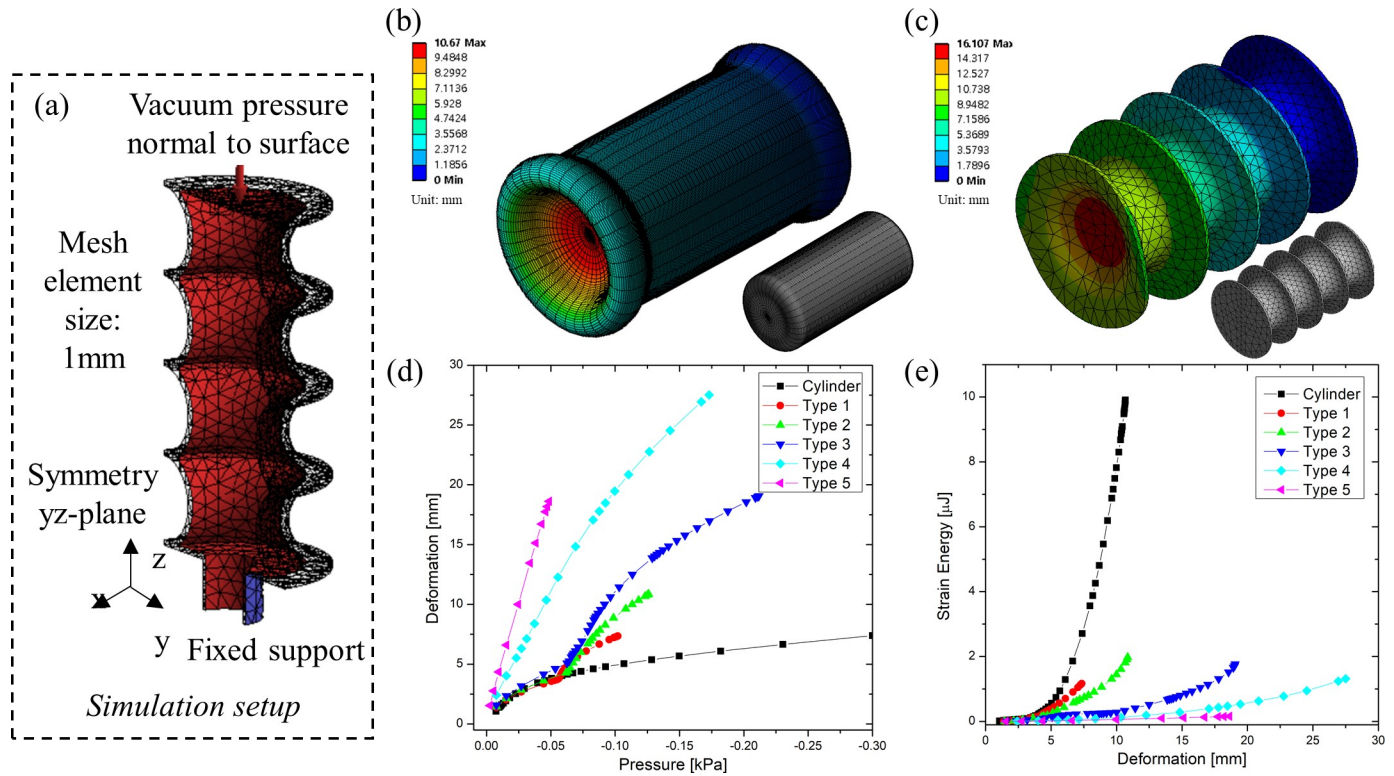 (a)
Vacuum pressure
normal to surface
Mesh
element
size:
1mm
Symmetry
yz-plane
z
x
y
Fixed support
Simulation setup
(b)
10.67 Max
9.4848
8.2992
7.1136
5.928
4.7424
3.5568
2.3712
1.1856
0 Min
Unit: mm
(c)
16.107 Max
14.317
12.527
10.738
8.9482
7.1586
5.3689
3.5793
1.7896
0 Min
Unit: mm
(d)
30
25
20
15
10
5
0
Deformation [mm]
0.00
-0.05
-0.10
-0.15
-0.20
-0.25
-0.30
Pressure [kPa]
Cylinder
Type 1
Type 2
Type 3
Type 4
Type 5
(e)
10
8
6
4
2
0
Strain Energy [µJ]
0
5
10
15
20
25
30
Deformation [mm]
Cylinder
Type 1
Type 2
Type 3
Type 4
Type 5